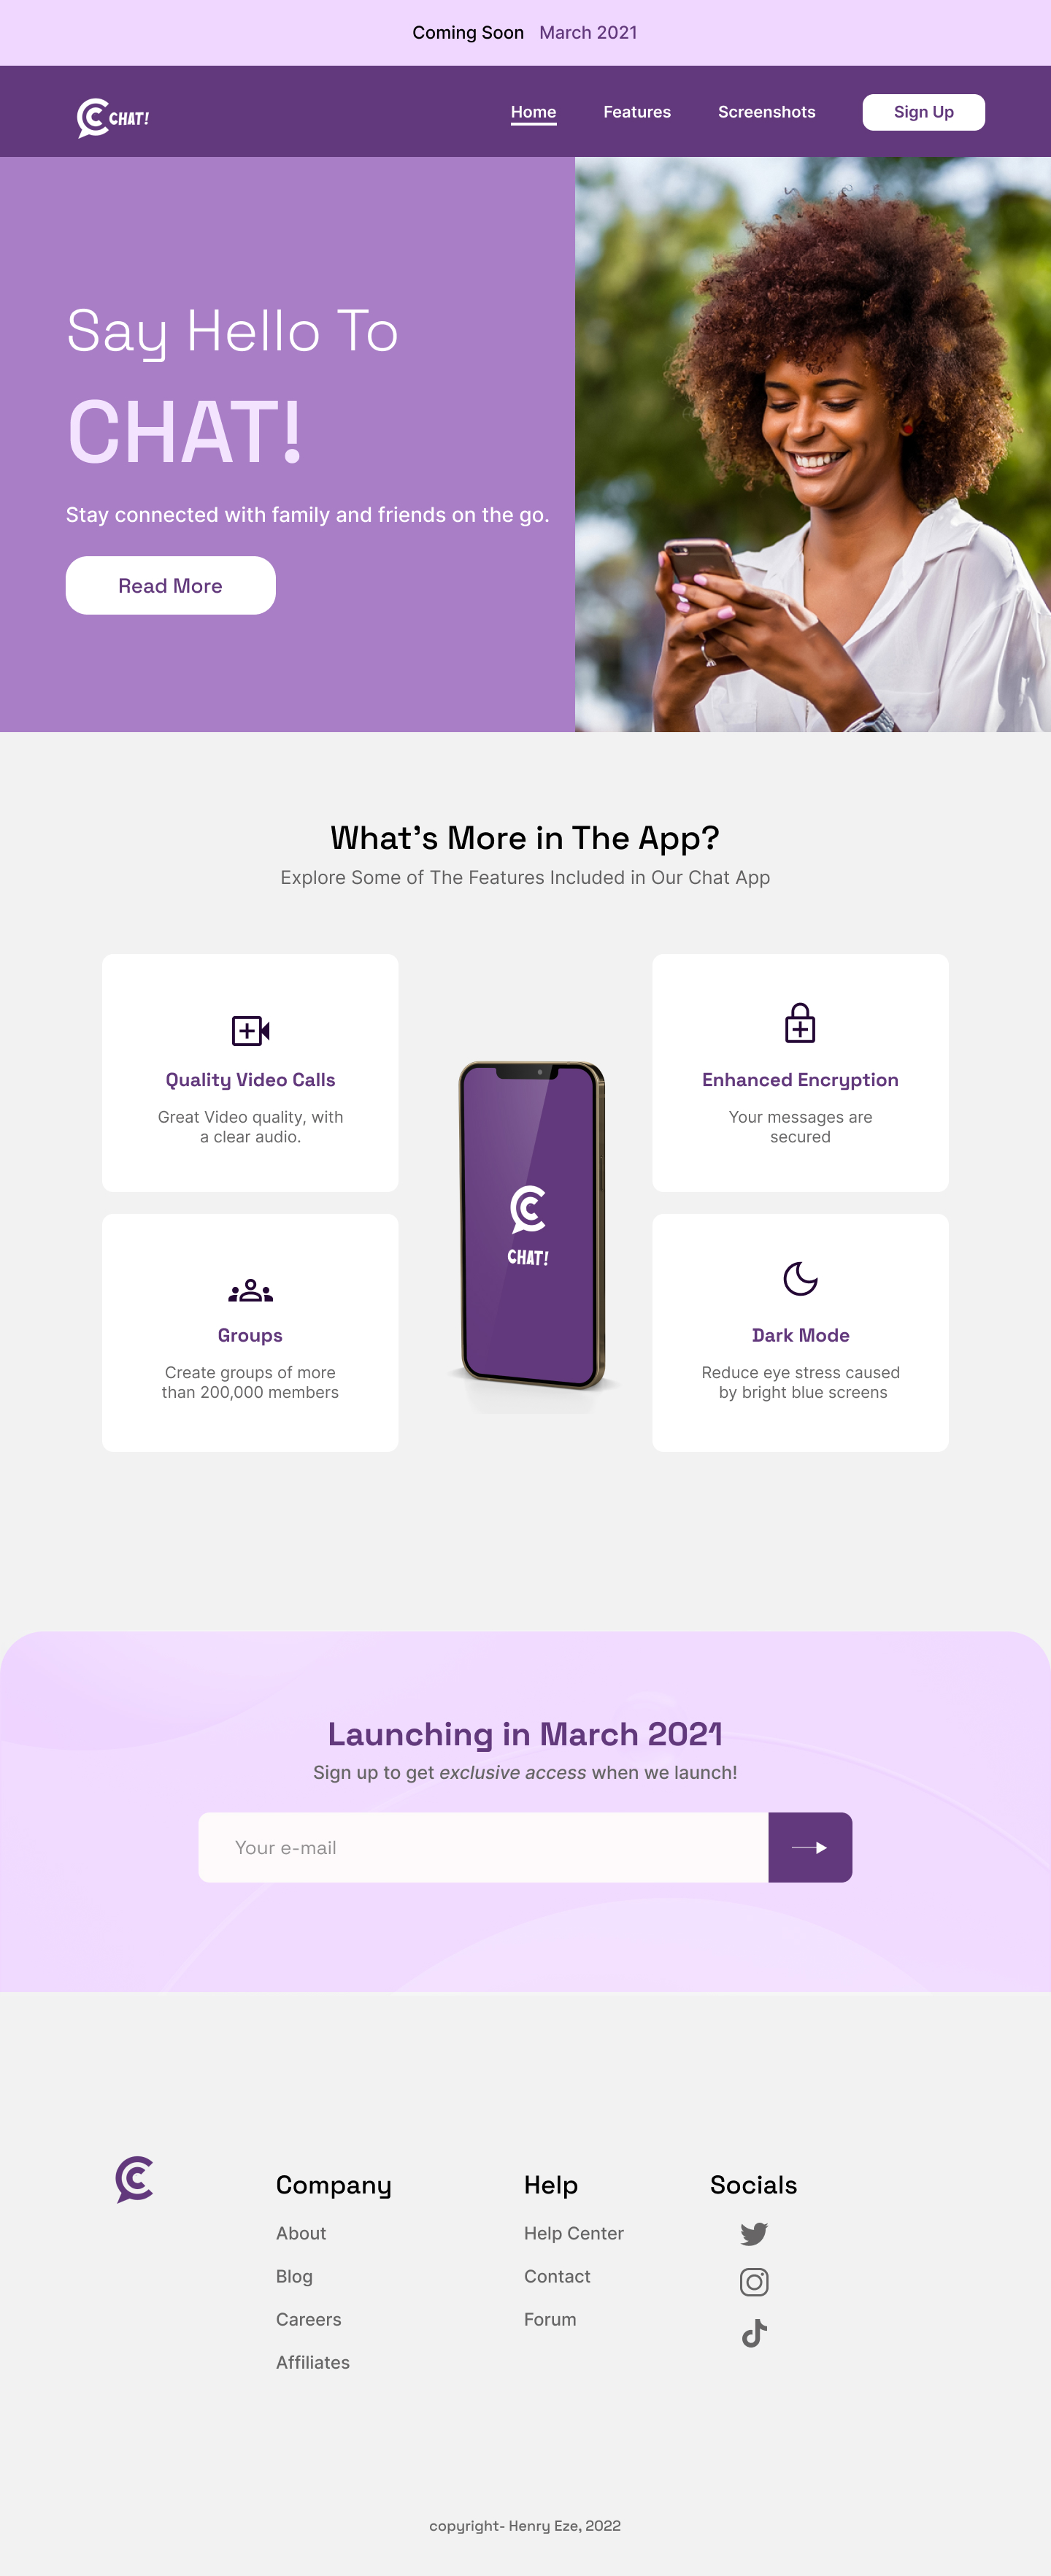 Coming Soon March 2021
CHAT!
Home Features Screenshots Sign Up
Say Hello To
CHAT!
Stay connected with family and friends on the go.
Read More
What's More in The App?
Explore Some of The Features Included in Our Chat App
Quality Video Calls
Great Video quality, with
a clear audio.
Enhanced Encryption
Your messages are
secured
CHAT!
Groups
Create groups of more
than 200,000 members
Dark Mode
Reduce eye stress caused
by bright blue screens
Launching in March 2021
Sign up to get exclusive access when we launch!
Your e-mail
Company
About
Blog
Careers
Affiliates
Help
Help Center
Contact
Forum
Socials
copyright- Henry Eze, 2022